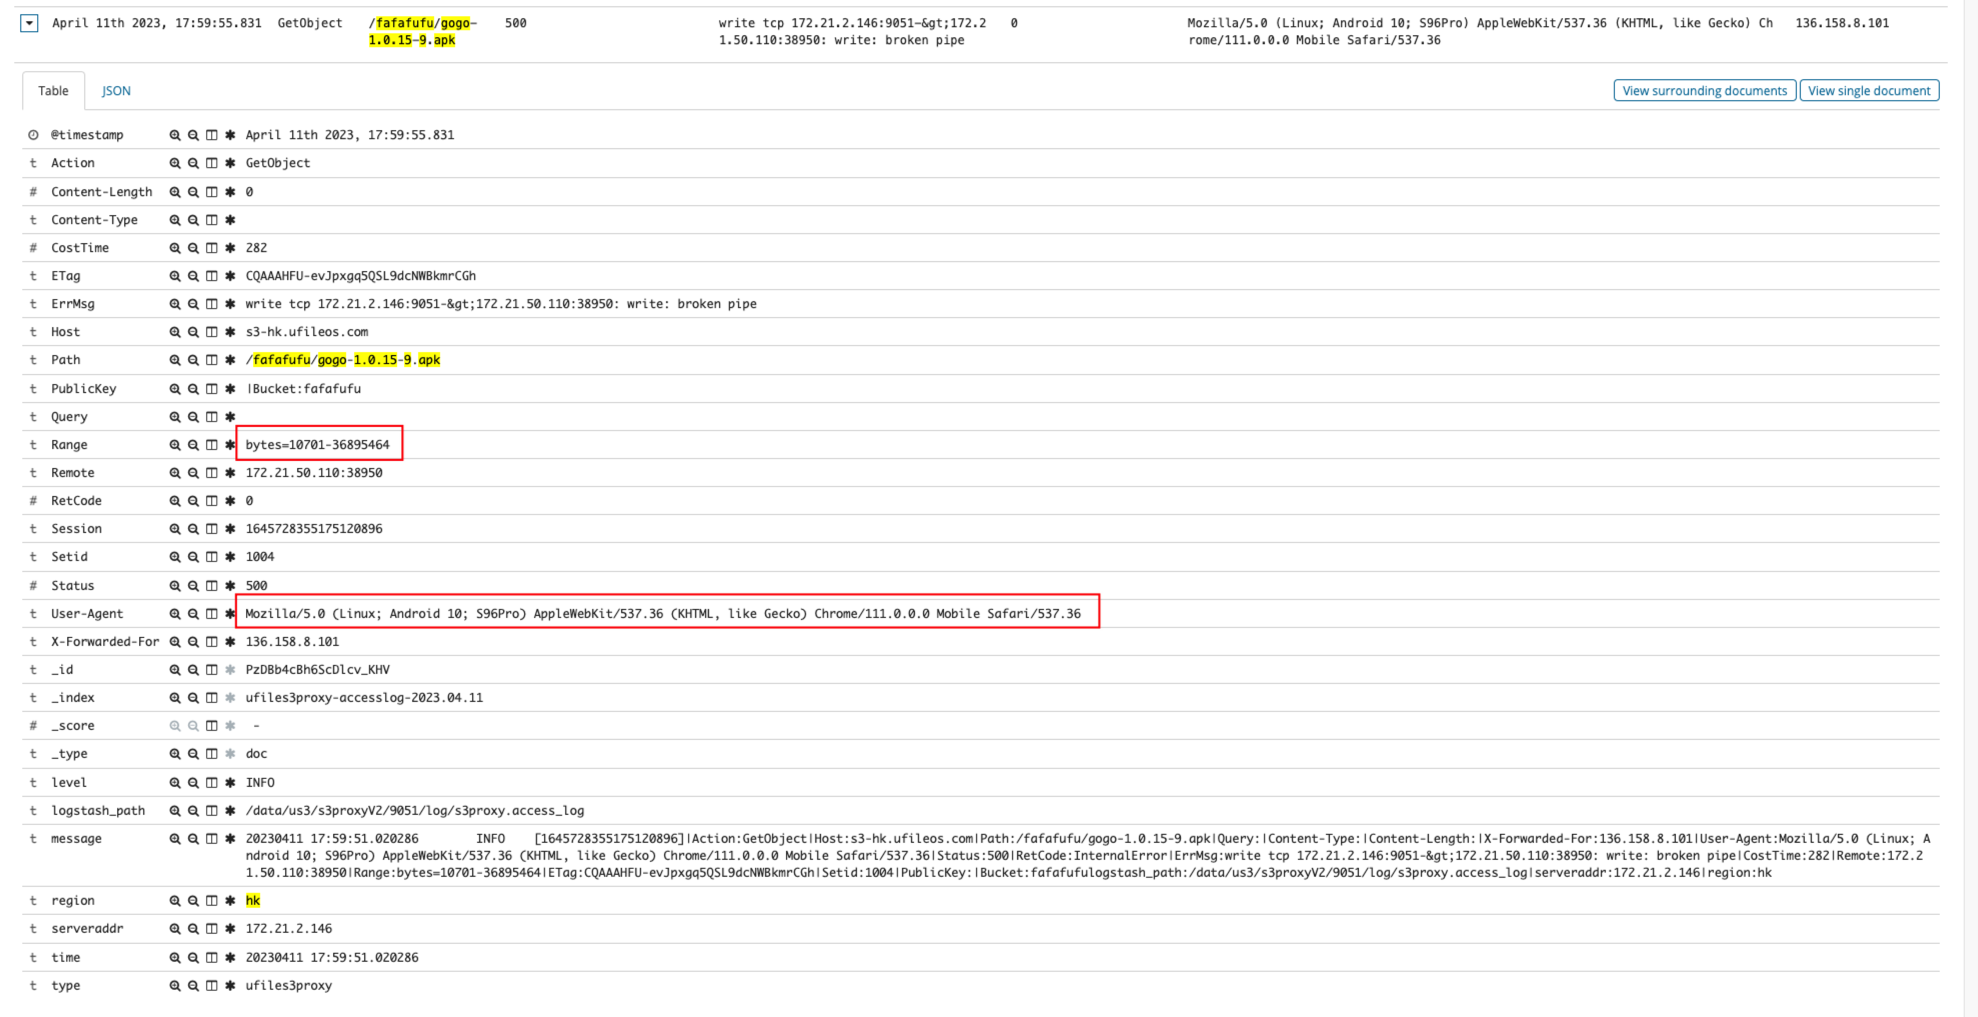 April 11th 2023, 17:59:55.831 GetObject /fafafufu/gogo- 500 write tcp 172.21.2.146:9051-&gt;172.2 0 Mozilla/5.0 (Linux; Android 10; S96Pro) AppleWebKit/537.36 (KHTML, like Gecko) Ch 136.158.8.101
1.0.15-9.apk 1.50.110:38950: write: broken pipe rome/111.0.0.0 Mobile Safari/537.36
Table JSON View surrounding documents View single document
@timestamp April 11th 2023, 17:59:55.831
t Action GetObject
# Content-Length 0
t Content-Type
# CostTime 282
t ETag CQAAAHFU-evJpxgq5QSL9dcNWBkmrCGh
t ErrMsg write tcp 172.21.2.146:9051-&gt;172.21.50.110:38950: write: broken pipe
t Host s3-hk.ufileos.com
t Path /fafafufu/gogo-1.0.15-9.apk
t PublicKey |Bucket:fafafufu
t Query
t Range bytes=10701-36895464
t Remote 172.21.50.110:38950
# RetCode 0
t Session 1645728355175120896
t Setid 1004
# Status 500
t User-Agent Mozilla/5.0 (Linux; Android 10; S96Pro) AppleWebKit/537.36 (KHTML, like Gecko) Chrome/111.0.0.0 Mobile Safari/537.36
t X-Forwarded-For 136.158.8.101
t _id PzDBb4cBh6ScDlcv_KHV
t _index ufiles3proxy-accesslog-2023.04.11
# _score -
t _type doc
t level INFO
t logstash_path /data/us3/s3proxyV2/9051/log/s3proxy.access_log
t message 20230411 17:59:51.020286 INFO [1645728355175120896]|Action:GetObject|Host:s3-hk.ufileos.com|Path:/fafafufu/gogo-1.0.15-9.apk|Query:|Content-Type:|Content-Length:|X-Forwarded-For:136.158.8.101|User-Agent:Mozilla/5.0 (Linux; A
ndroid 10; S96Pro) AppleWebKit/537.36 (KHTML, like Gecko) Chrome/111.0.0.0 Mobile Safari/537.36|Status:500|RetCode:InternalError|ErrMsg:write tcp 172.21.2.146:9051-&gt;172.21.50.110:38950: write: broken pipe|CostTime:282|Remote:172.2
1.50.110:38950|Range:bytes=10701-36895464|ETag:CQAAAHFU-evJpxgq5QSL9dcNWBkmrCGh|Setid:1004|PublicKey:|Bucket:fafafufulogstash_path:/data/us3/s3proxyV2/9051/log/s3proxy.access_log|serveraddr:172.21.2.146|region:hk
t region hk
t serveraddr 172.21.2.146
t time 20230411 17:59:51.020286
t type ufiles3proxy